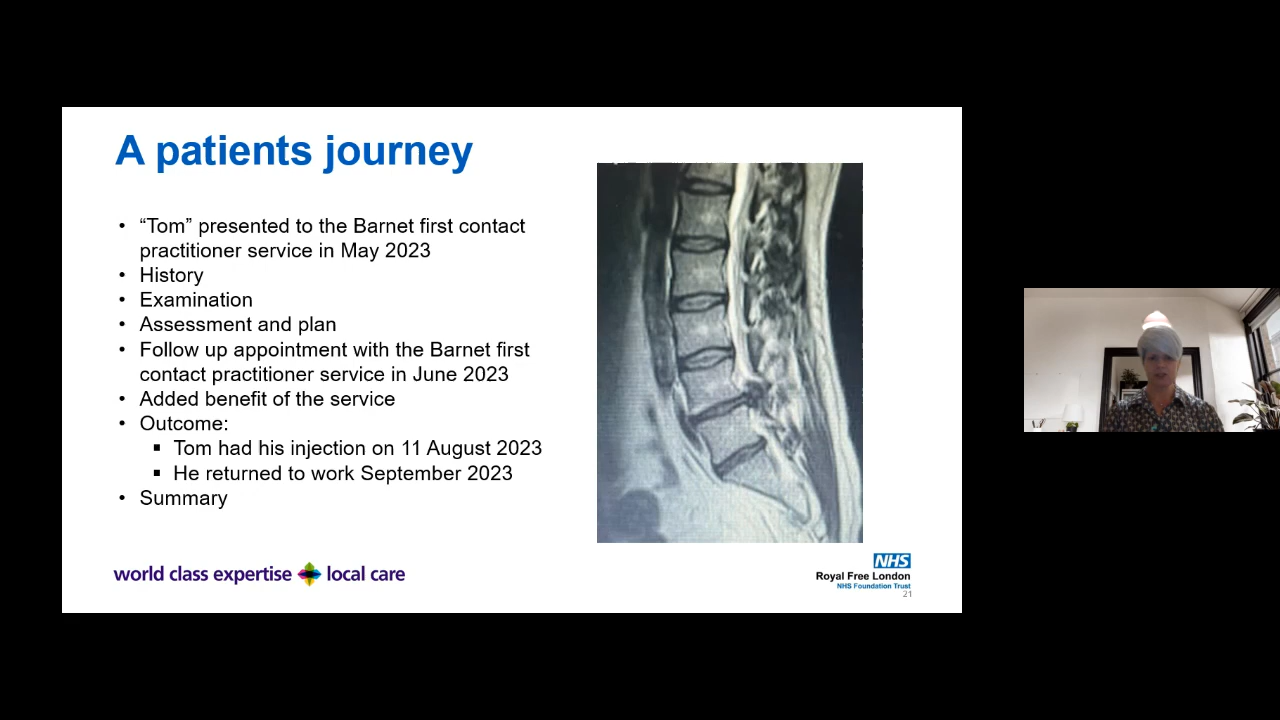 A patients journey
• “Tom” presented to the Barnet first contact
practitioner service in May 2023
• History
• Examination
• Assessment and plan
• Follow up appointment with the Barnet first
contact practitioner service in June 2023
• Added benefit of the service
• Outcome:
▪ Tom had his injection on 11 August 2023
▪ He returned to work September 2023
• Summary
world class expertise local care
NHS
Royal Free London
NHS Foundation Trust
21